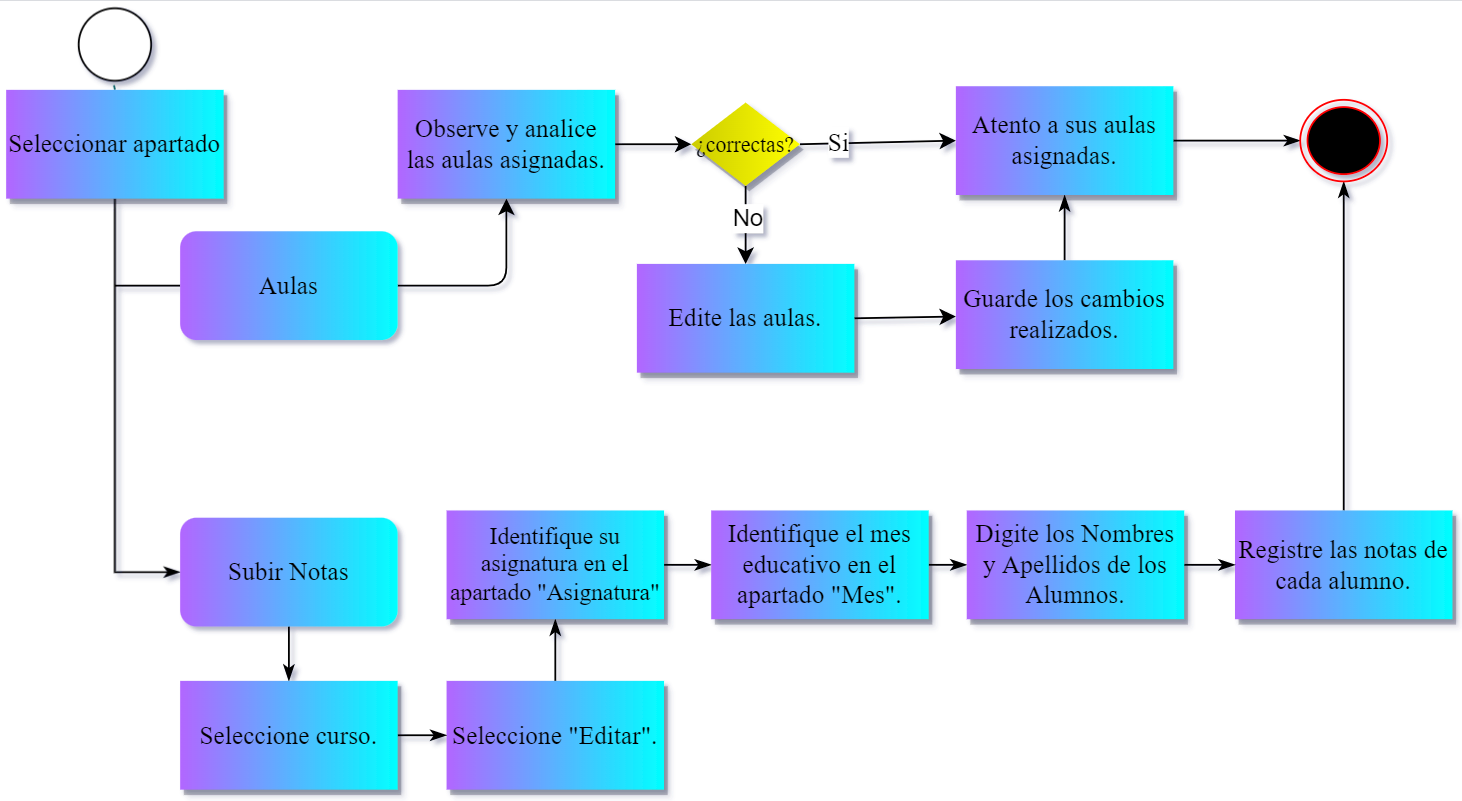 Seleccionar apartado
Observe y analice
las aulas asignadas.
¿correctas?
Si
Atento a sus aulas
asignadas.
No
Aulas
Edite las aulas.
Guarde los cambios
realizados.
Subir Notas
Identifique su
asignatura en el
apartado "Asignatura"
Identifique el mes
educativo en el
apartado "Mes".
Digite los Nombres
y Apellidos de los
Alumnos.
Registre las notas de
cada alumno.
Seleccione curso.
Seleccione "Editar".